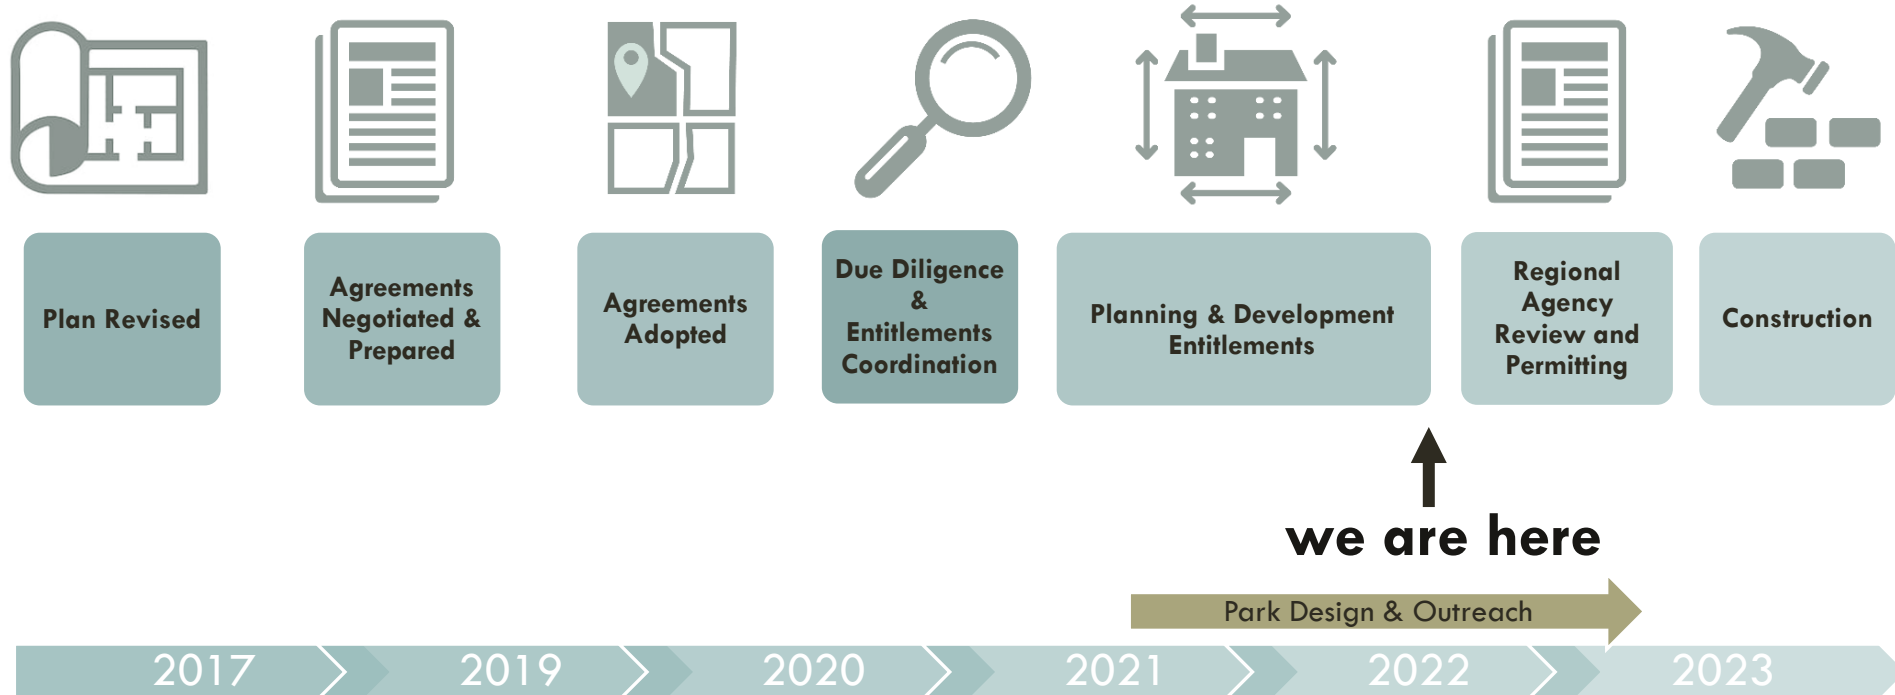 Plan Revised
Agreements
Negotiated &
Prepared
Agreements
Adopted
Due Diligence
&
Entitlements
Coordination
Planning & Development
Entitlements
Regional
Agency
Review and
Permitting
Construction
we are here
Park Design & Outreach
2017
2019
2020
2021
2022
2023